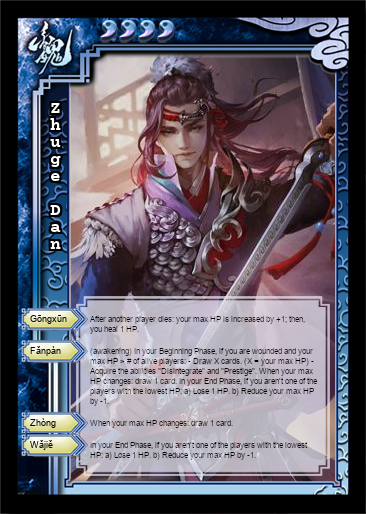 魏
Zhuge Dan
Gōngxūn
After another player dies: your max HP is increased by +1; then,
you heal 1 HP.
Fǎnpàn
(awakening) In your Beginning Phase, if you are wounded and your
max HP ≥ # of alive players: - Draw X cards. (X = your max HP) -
Acquire the abilities "Disintegrate" and "Prestige". When your max
HP changes: draw 1 card. In your End Phase, if you aren't one of the
players with the lowest HP: a) Lose 1 HP. b) Reduce your max HP
by -1.
Zhòng
When your max HP changes: draw 1 card.
Wǎjiě
In your End Phase, if you aren't one of the players with the lowest
HP: a) Lose 1 HP. b) Reduce your max HP by -1.